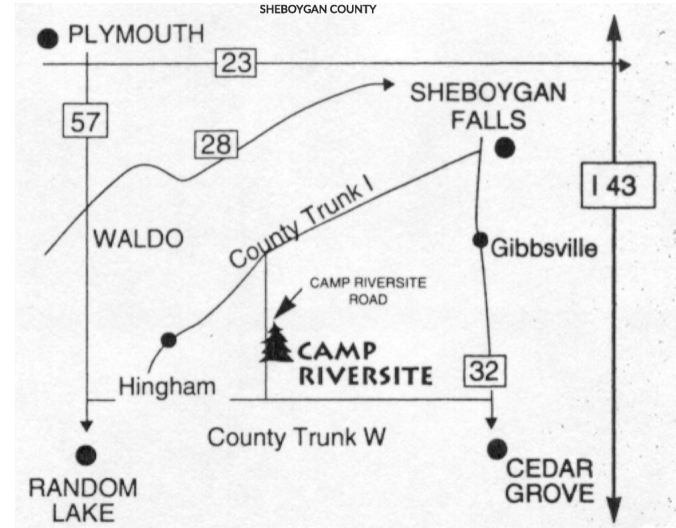 SHEBOYGAN COUNTY
PLYMOUTH
23
SHEBOYGAN
FALLS
57
28
I 43
County Trunk I
WALDO
Gibbsville
CAMP RIVERSITE
ROAD
CAMP
RIVERSITE
Hingham
32
County Trunk W
RANDOM
LAKE
CEDAR
GROVE